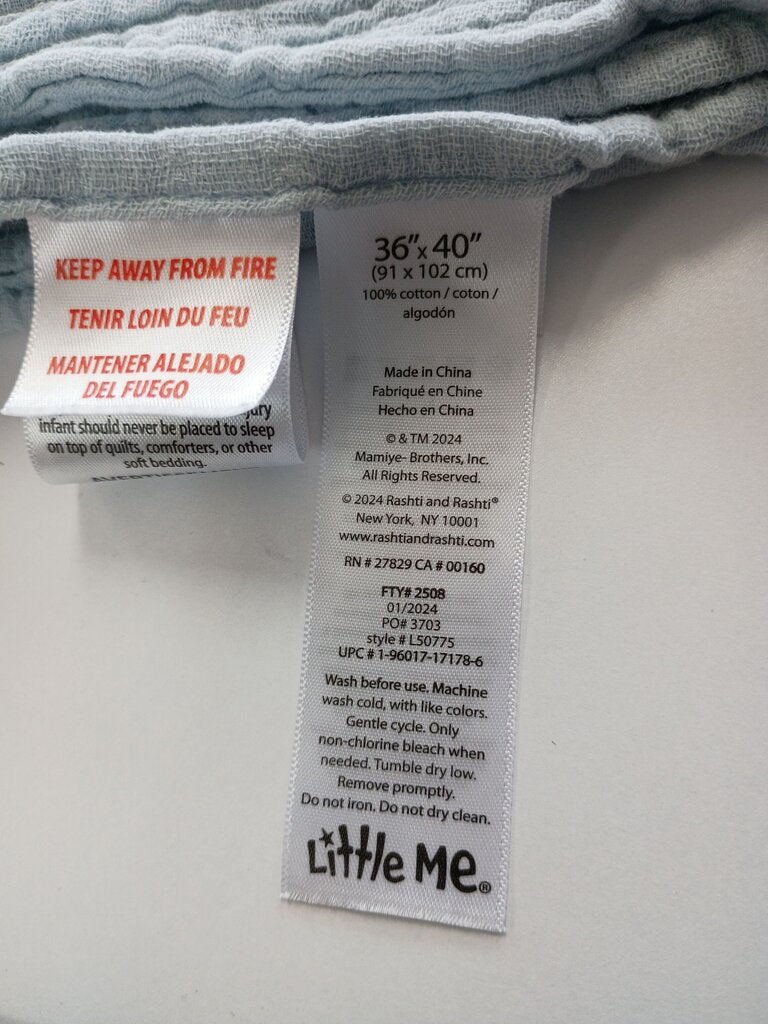 KEEP AWAY FROM FIRE
TENIR LOIN DU FEU
MANTENER ALEJADO
DEL FUEGO
infant should never be placed to sleep
on top of quilts, comforters, or other
soft bedding.
36” x 40”
(91 x 102 cm)
100% cotton / coton /
algodón
Made in China
Fabriqué en Chine
Hecho en China
© & TM 2024
Mamiye- Brothers, Inc.
All Rights Reserved.
© 2024 Rashti and Rashti®
New York, NY 10001
www.rashtiandrashti.com
RN # 27829 CA # 00160
FTY# 2508
01/2024
PO# 3703
style # L50775
UPC # 1-96017-17178-6
Wash before use. Machine
wash cold, with like colors.
Gentle cycle. Only
non-chlorine bleach when
needed. Tumble dry low.
Remove promptly.
Do not iron. Do not dry clean.
Little Me®